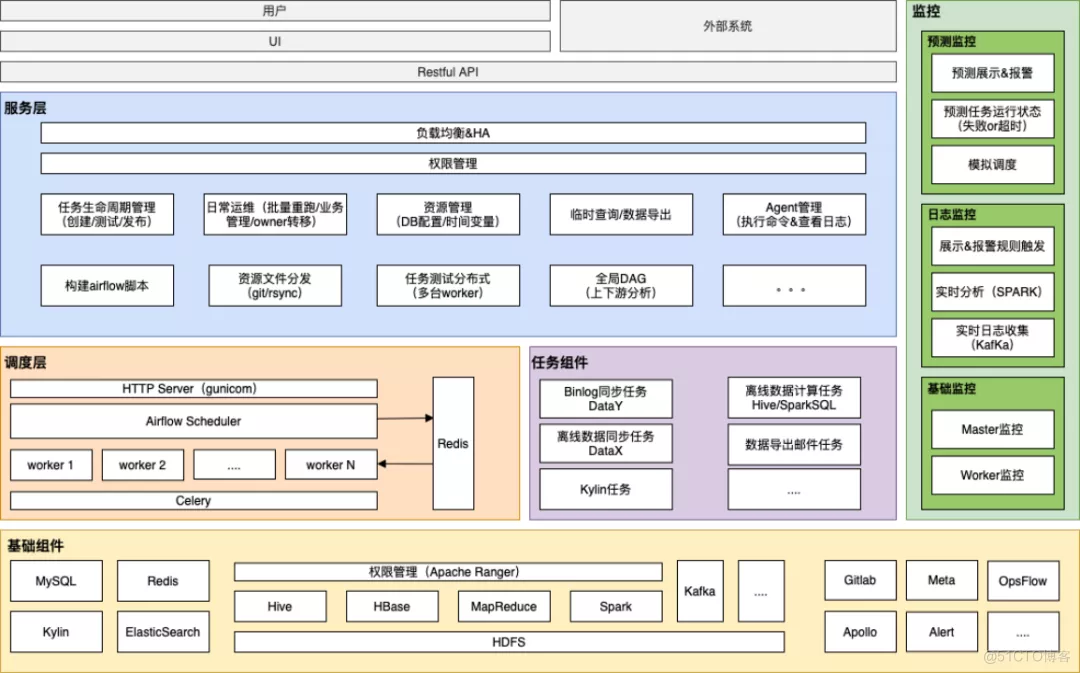 用户
UI
外部系统
Restful API
服务层
负载均衡&HA
权限管理
任务生命周期管理
（创建/测试/发布）
日常运维（批量重跑/业务
管理/owner转移）
资源管理
（DB配置/时间变量）
临时查询/数据导出
Agent管理
（执行命令&查看日志）
构建airflow脚本
资源文件分发
（git/rsync）
任务测试分布式
（多台worker）
全局DAG
（上下游分析）
。。。
调度层
HTTP Server（gunicom）
Airflow Scheduler
worker 1
worker 2
....
worker N
Celery
Redis
任务组件
Binlog同步任务
DataY
离线数据计算任务
Hive/SparkSQL
离线数据同步任务
DataX
数据导出邮件任务
Kylin任务
....
监控
预测监控
预测展示&报警
预测任务运行状态
（失败or超时）
模拟调度
日志监控
展示&报警规则触发
实时分析（SPARK）
实时日志收集
（KafKa）
基础监控
Master监控
Worker监控
基础组件
MySQL
Redis
Kylin
ElasticSearch
权限管理（Apache Ranger）
Hive
HBase
MapReduce
Spark
HDFS
Kafka
....
Gitlab
Meta
OpsFlow
Apollo
Alert
....
@51CTO博客